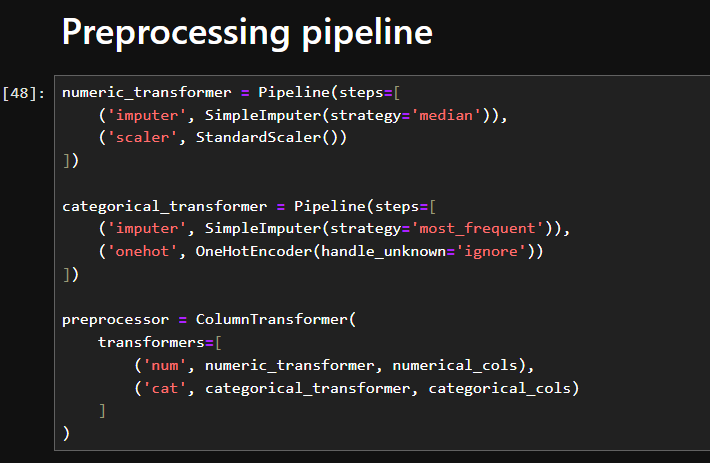 Preprocessing pipeline
[48]:
numeric_transformer = Pipeline(steps=[
    ('imputer', SimpleImputer(strategy='median')),
    ('scaler', StandardScaler())
])

categorical_transformer = Pipeline(steps=[
    ('imputer', SimpleImputer(strategy='most_frequent')),
    ('onehot', OneHotEncoder(handle_unknown='ignore'))
])

preprocessor = ColumnTransformer(
    transformers=[
        ('num', numeric_transformer, numerical_cols),
        ('cat', categorical_transformer, categorical_cols)
    ]
)